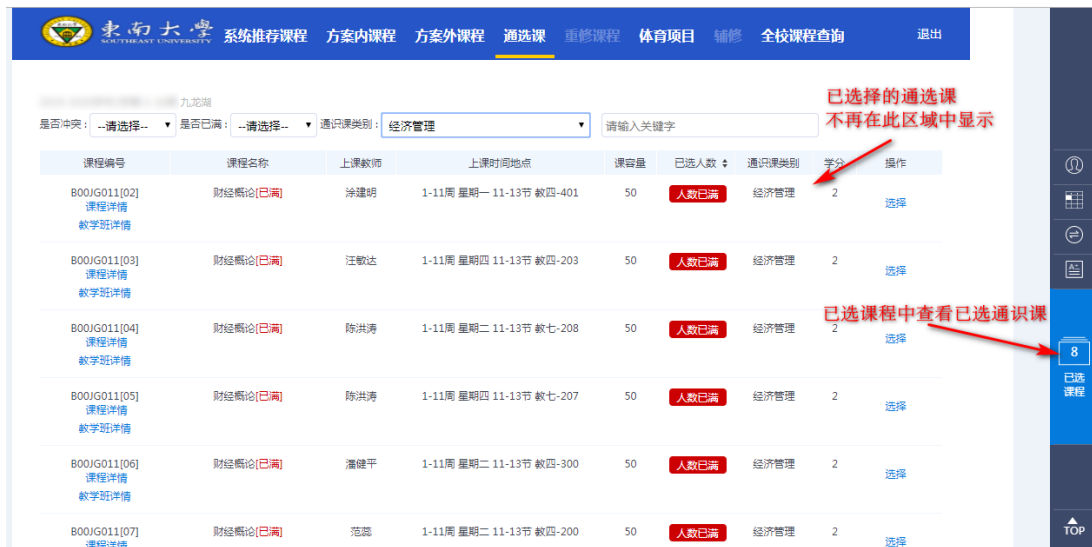 東南大學
SOUTHEAST UNIVERSITY
系统推荐课程 方案内课程 方案外课程 通选课 重修课程 体育项目 辅修 全校课程查询 退出
九龙湖
已选择的通选课
不再在此区域中显示
是否冲突: --请选择-- 是否已满: --请选择-- 通识课类别: 经济管理 请输入关键字
课程编号 课程名称 上课教师 上课时间地点 课容量 已选人数 通识课类别 学分 操作
B00JG011[02] 财经概论[已满] 涂建明 1-11周 星期一 11-13节 教四-401 50 人数已满 经济管理 2 选择
课程详情
教学班详情
B00JG011[03] 财经概论[已满] 汪敏达 1-11周 星期四 11-13节 教四-203 50 人数已满 经济管理 2 选择
课程详情
教学班详情
已选课程中查看已选通识课
B00JG011[04] 财经概论[已满] 陈洪涛 1-11周 星期二 11-13节 教七-208 50 人数已满 经济管理 2 选择
课程详情
教学班详情
8
已选
课程
B00JG011[05] 财经概论[已满] 陈洪涛 1-11周 星期四 11-13节 教七-207 50 人数已满 经济管理 2 选择
课程详情
教学班详情
B00JG011[06] 财经概论[已满] 潘健平 1-11周 星期二 11-13节 教四-300 50 人数已满 经济管理 2 选择
课程详情
教学班详情
B00JG011[07] 财经概论[已满] 范蕊 1-11周 星期二 11-13节 教四-200 50 人数已满 经济管理 2 选择
课程详情
TOP